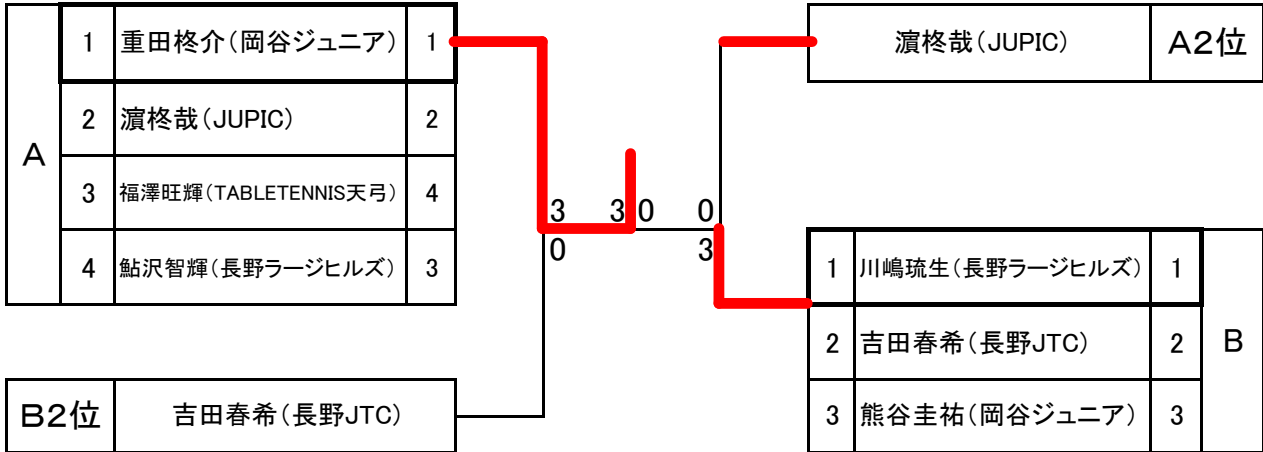 A
1 重田柊介(岡谷ジュニア) 1
2 濵柊哉(JUPIC) 2
3 福澤旺輝(TABLETENNIS天弓) 4
4 鮎沢智輝(長野ラージヒルズ) 3
B2位 吉田春希(長野JTC)
3 3 0 0
0 3
濵柊哉(JUPIC) A2位
1 川嶋琉生(長野ラージヒルズ) 1
2 吉田春希(長野JTC) 2
3 熊谷圭祐(岡谷ジュニア) 3
B